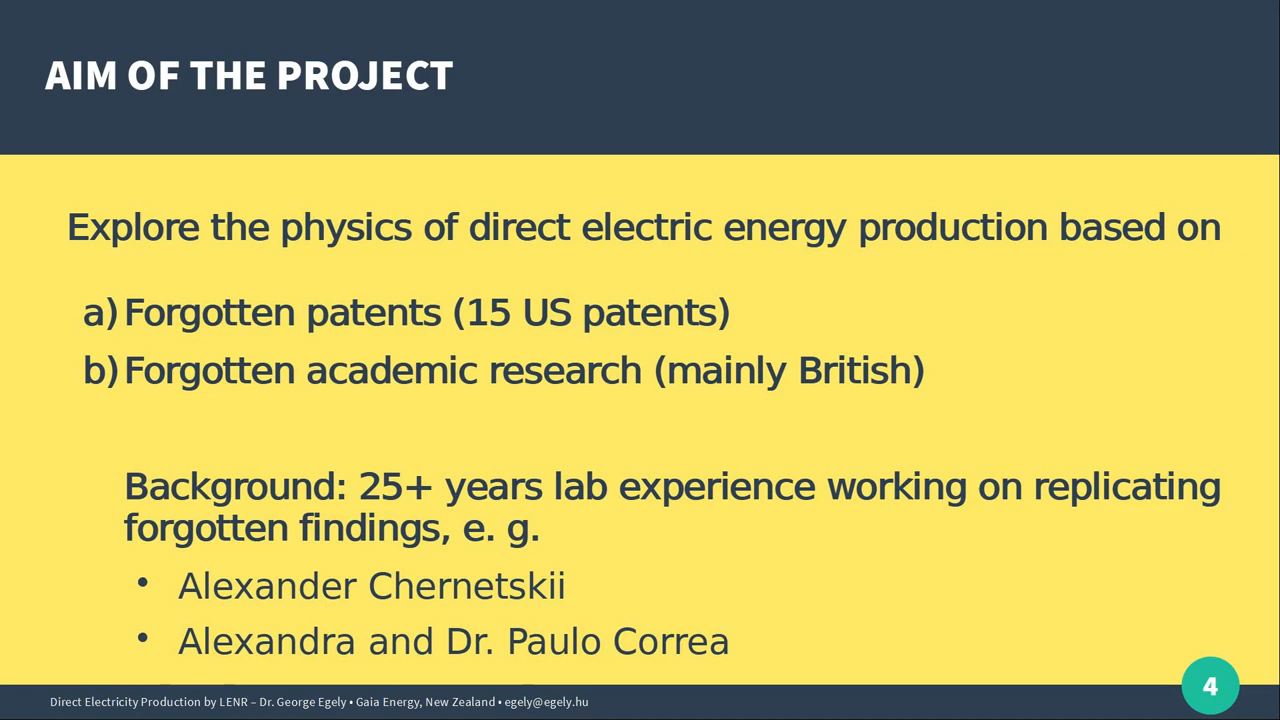 AIM OF THE PROJECT
Explore the physics of direct electric energy production based on
a) Forgotten patents (15 US patents)
b) Forgotten academic research (mainly British)
Background: 25+ years lab experience working on replicating
forgotten findings, e. g.
• Alexander Chernetskii
• Alexandra and Dr. Paulo Correa
Direct Electricity Production by LENR – Dr. George Egely • Gaia Energy, New Zealand • egely@egely.hu
4